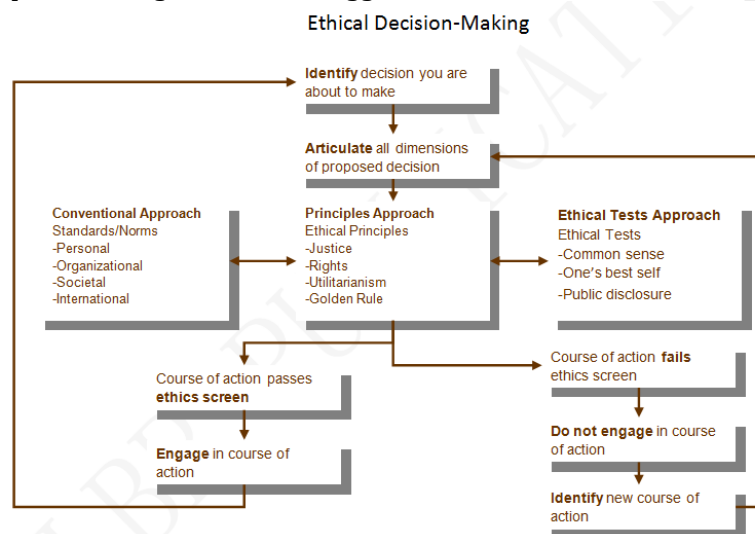 Ethical Decision-Making
Identify decision you are
about to make
Articulate all dimensions
of proposed decision
Conventional Approach
Standards/Norms
-Personal
-Organizational
-Societal
-International
Principles Approach
Ethical Principles
-Justice
-Rights
-Utilitarianism
-Golden Rule
Ethical Tests Approach
Ethical Tests
-Common sense
-One's best self
-Public disclosure
Course of action passes
ethics screen
Engage in course of
action
Course of action fails
ethics screen
Do not engage in course
of action
Identify new course of
action